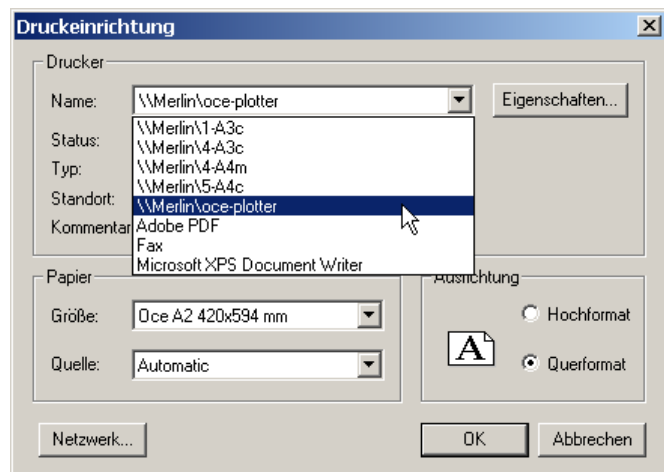 Druckeinrichtung
Drucker
Name: \\Merlin\oce-plotter Eigenschaften...
Status: \\Merlin\1-A3c
\\Merlin\4-A3c
Typ: \\Merlin\4-A4m
\\Merlin\5-A4c
Standort: \\Merlin\oce-plotter
Kommentar Adobe PDF
Fax
Microsoft XPS Document Writer
Papier Ausrichtung
Größe: Oce A2 420x594 mm Hochformat
A
Quelle: Automatic Querformat
Netzwerk... OK Abbrechen